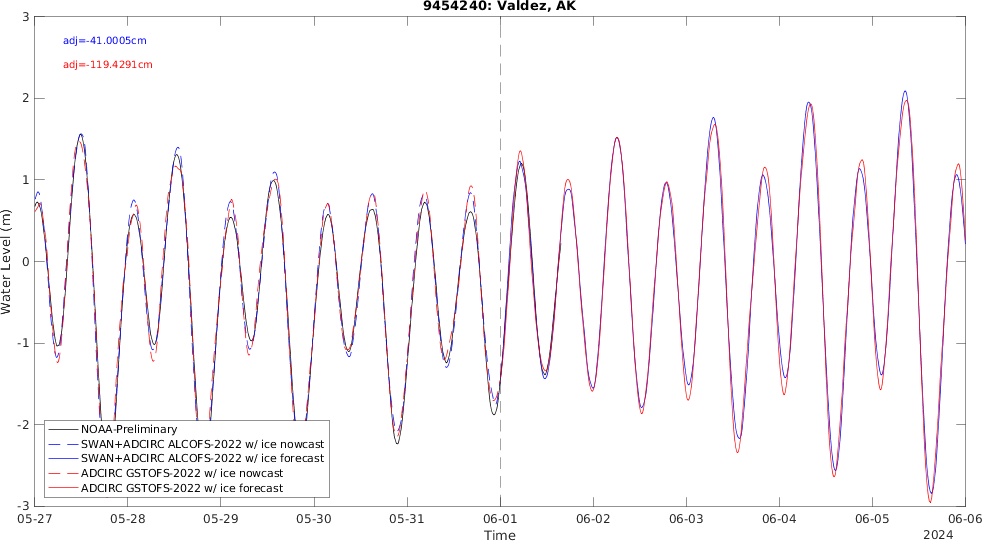 9454240: Valdez, AK
adj=-41.0005cm
adj=-119.4291cm
Water Level (m)
3
2
1
0
-1
-2
-3
NOAA-Preliminary
SWAN+ADCIRC ALCOFS-2022 w/ ice nowcast
SWAN+ADCIRC ALCOFS-2022 w/ ice forecast
ADCIRC GSTOFS-2022 w/ ice nowcast
ADCIRC GSTOFS-2022 w/ ice forecast
05-27 05-28 05-29 05-30 05-31 06-01 06-02 06-03 06-04 06-05 06-06
Time
2024